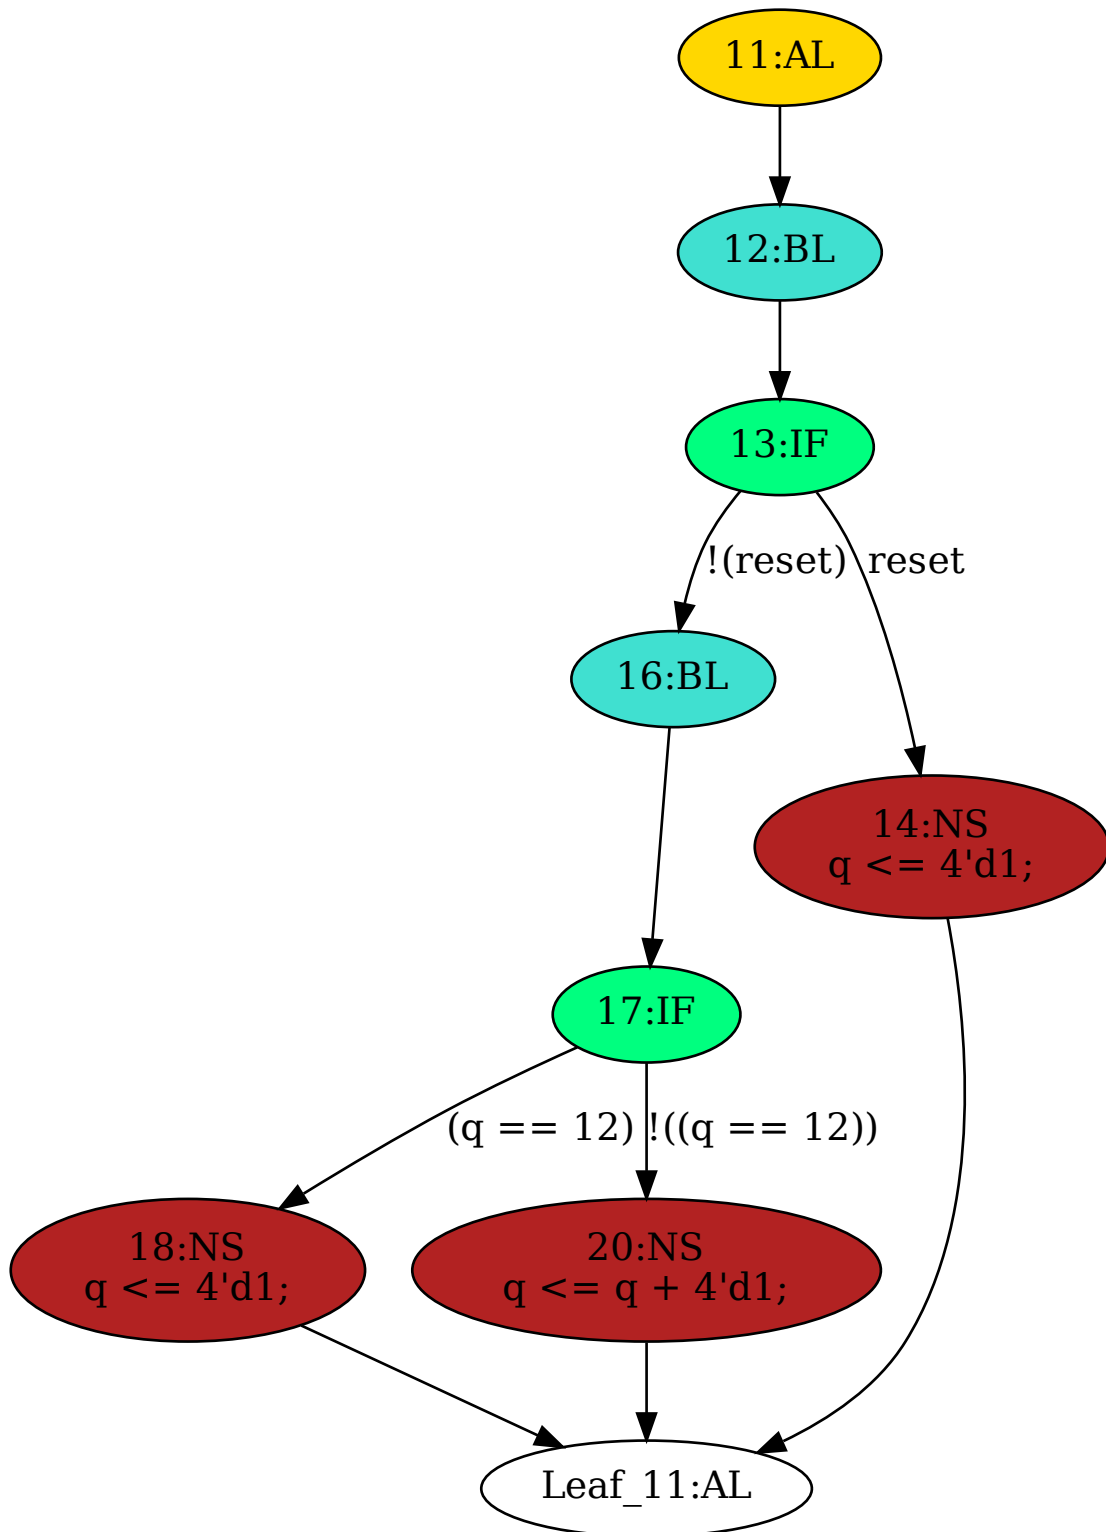 11:AL
12:BL
13:IF
!(reset)
reset
16:BL
14:NS
q <= 4'd1;
17:IF
(q == 12)
!((q == 12))
18:NS
q <= 4'd1;
20:NS
q <= q + 4'd1;
Leaf_11:AL